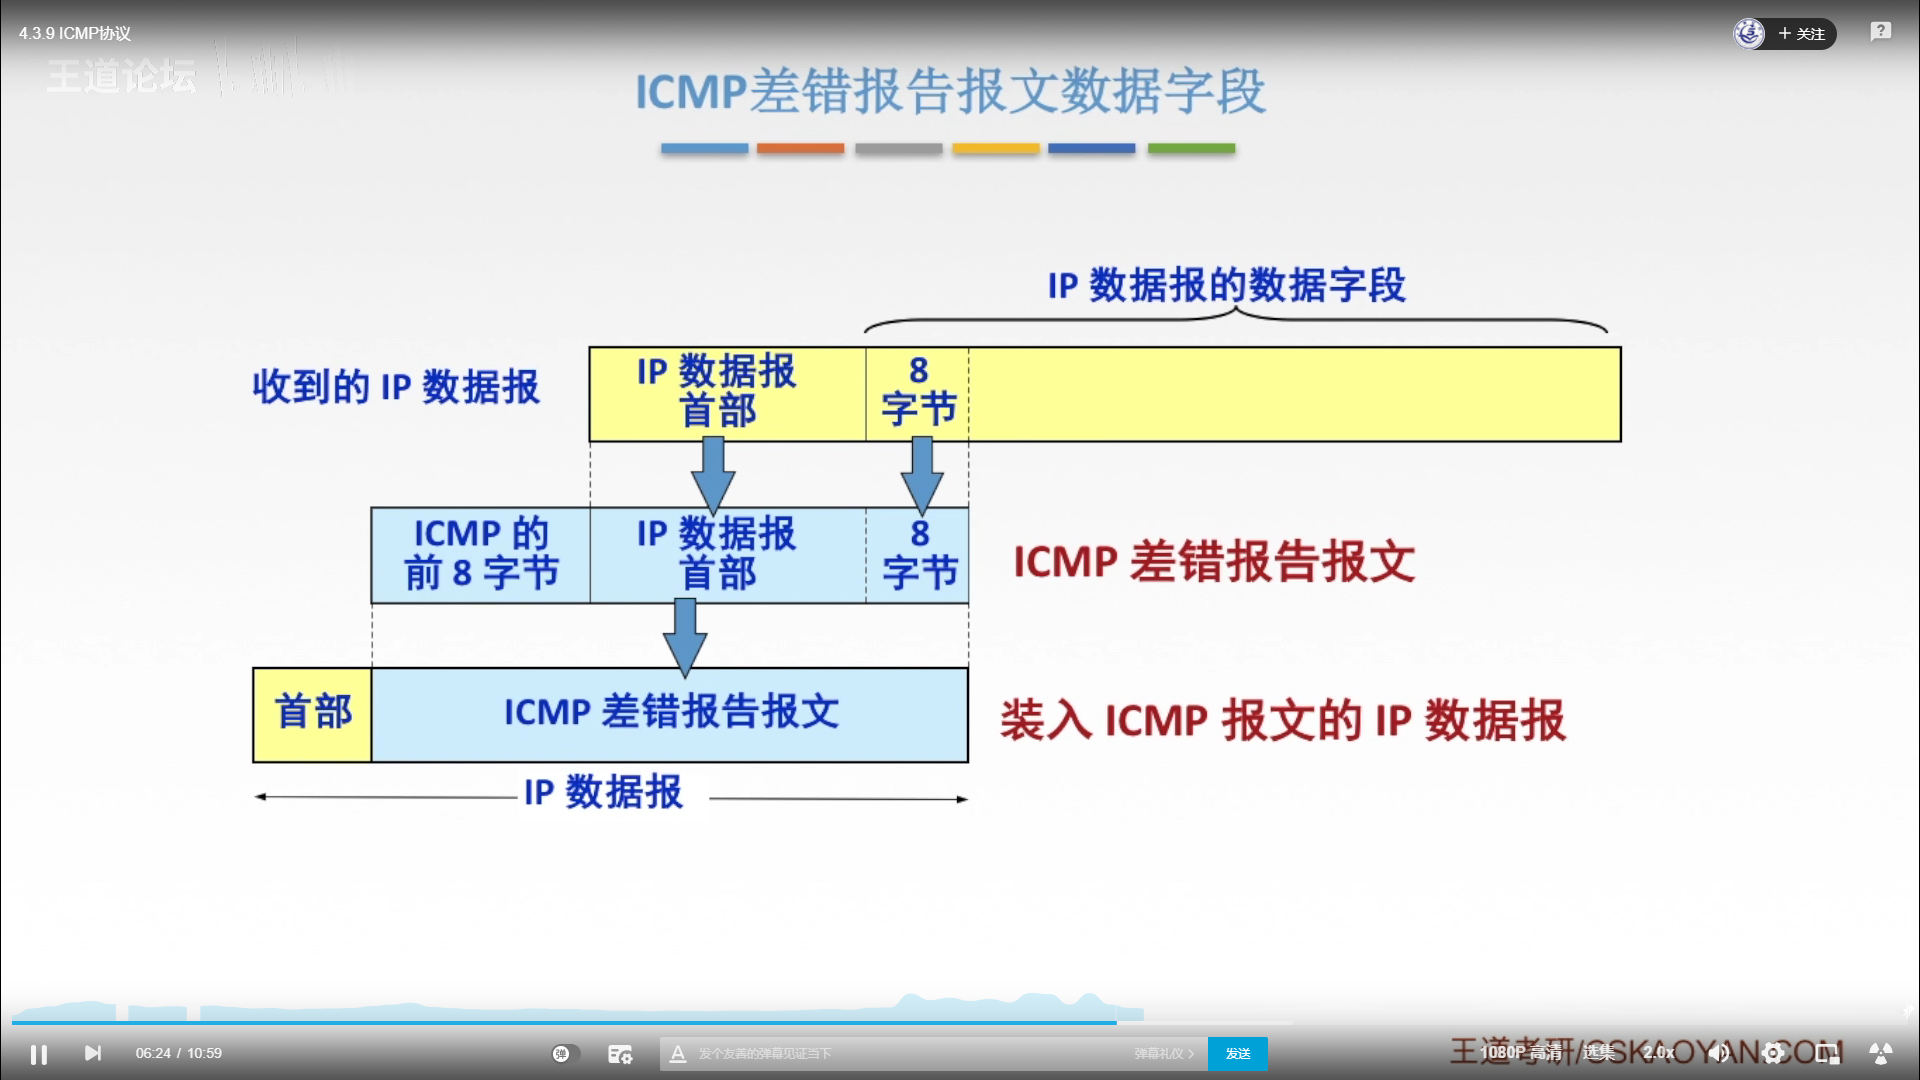 4.3.9 ICMP协议
+ 关注
王道论坛
ICMP差错报告报文数据字段
IP 数据报的数据字段
收到的 IP 数据报
IP 数据报
首部
8
字节
ICMP 的
前 8 字节
IP 数据报
首部
8
字节
ICMP 差错报告报文
首部
ICMP 差错报告报文
装入 ICMP 报文的 IP 数据报
IP 数据报
06:24 / 10:59
弹
发个友善的弹幕见证当下
弹幕礼仪 >
发送
王道考研/CSKAOYAN.COM
1080P 高清
选集
2.0x